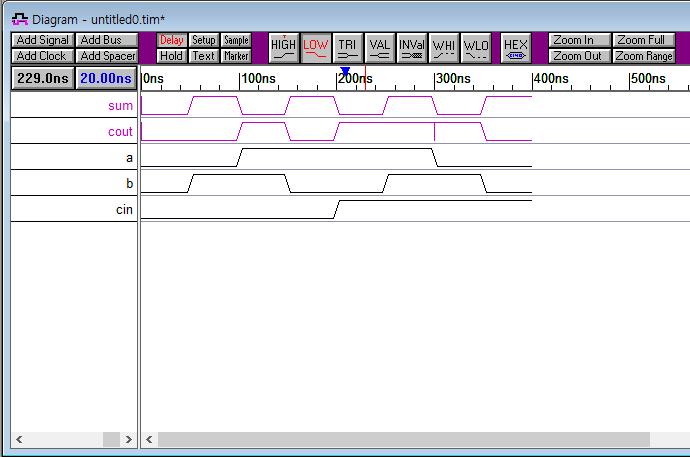 Diagram - untitled0.tim*
Add Signal Add Bus Delay Setup Sample HIGH LOW TRI VAL INVal WHI WLO HEX Zoom In Zoom Full
Add Clock Add Spacer Hold Text Marker Zoom Out Zoom Range
229.0ns 20.00ns 0ns 100ns 200ns 300ns 400ns 500ns
sum
cout
a
b
cin